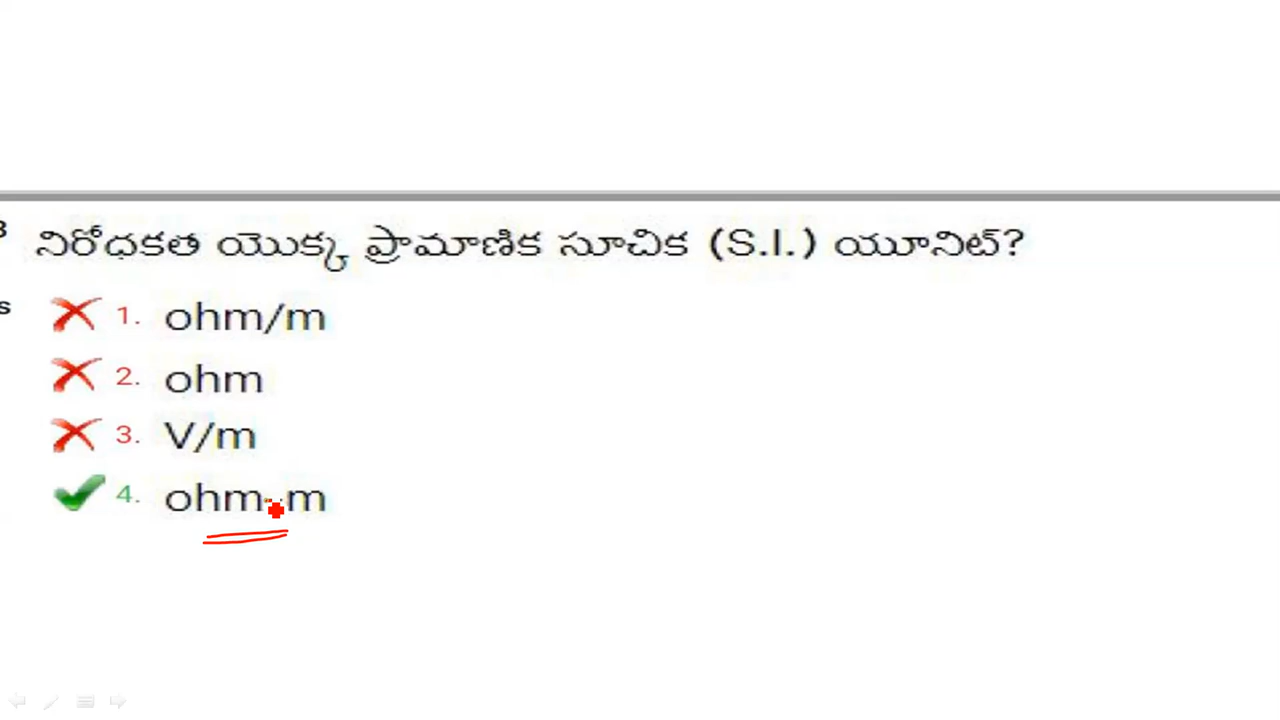 నిరోధకత యొక్క ప్రామాణిక సూచిక (S.I.) యూనిట్?
1. ohm/m
2. ohm
3. V/m
4. ohm-m